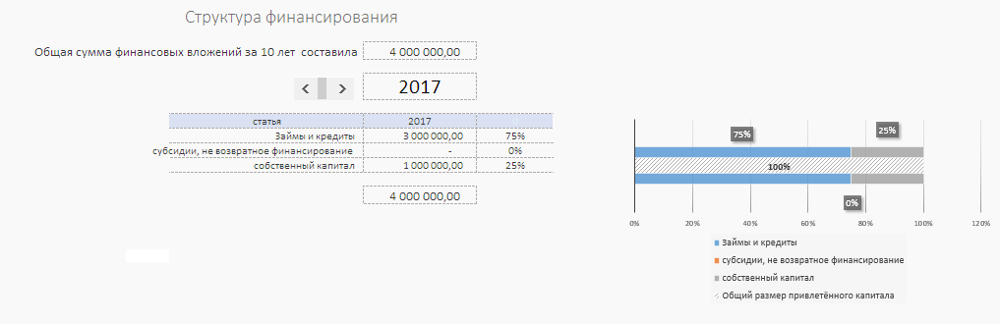 Структура финансирования
Общая сумма финансовых вложений за 10 лет составила 4 000 000,00
2017
статья 2017
Займы и кредиты 3 000 000,00 75%
субсидии, не возвратное финансирование - 0%
собственный капитал 1 000 000,00 25%
4 000 000,00
75% 25%
100%
0%
0% 20% 40% 60% 80% 100% 120%
Займы и кредиты
субсидии, не возвратное финансирование
собственный капитал
Общий размер привлетённого капитала